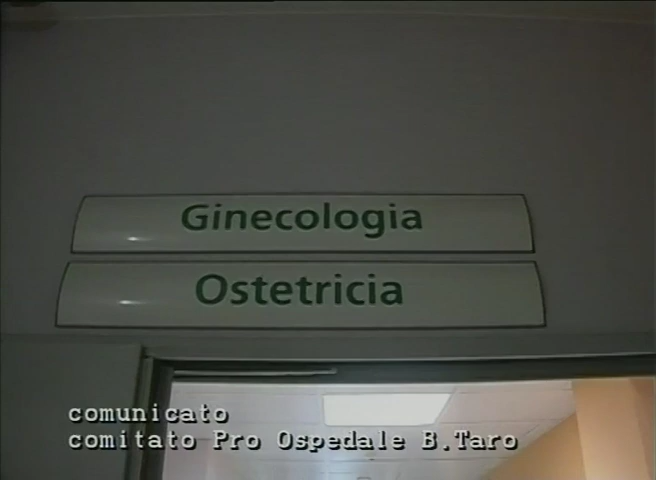 Ginecologia
Ostetricia
comunicato
comitato Pro Ospedale B.Taro